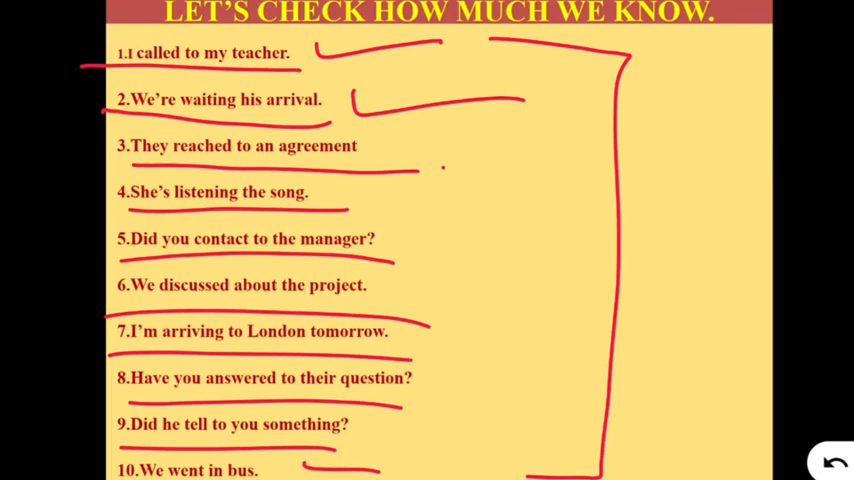 LET'S CHECK HOW MUCH WE KNOW.
1.I called to my teacher.
2.We're waiting his arrival.
3.They reached to an agreement
4.She's listening the song.
5.Did you contact to the manager?
6.We discussed about the project.
7.I'm arriving to London tomorrow.
8.Have you answered to their question?
9.Did he tell to you something?
10.We went in bus.